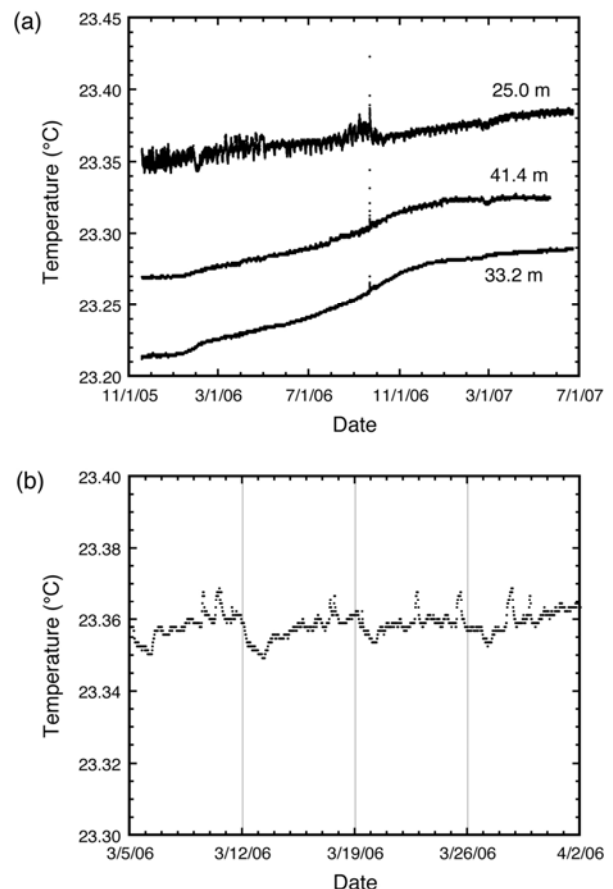 (a)
23.45
23.40
23.35
23.30
23.25
23.20
Temperature (°C)
25.0 m
41.4 m
33.2 m
11/1/05 3/1/06 7/1/06 11/1/06 3/1/07 7/1/07
Date
(b)
23.40
23.38
23.36
23.34
23.32
23.30
Temperature (°C)
3/5/06 3/12/06 3/19/06 3/26/06 4/2/06
Date